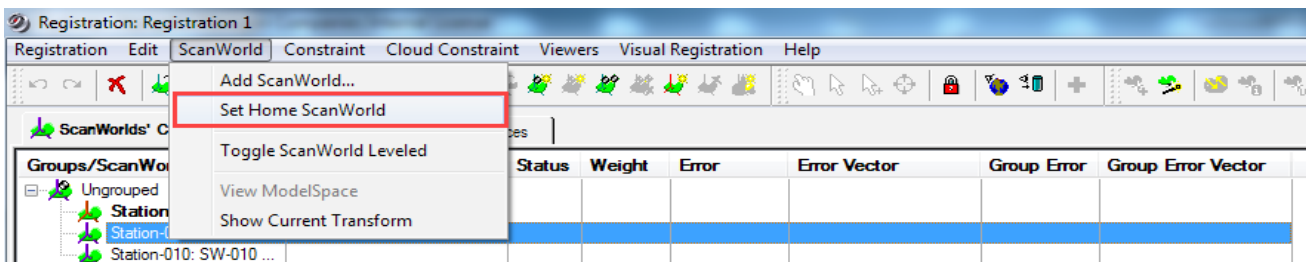 Registration: Registration 1
Registration Edit ScanWorld Constraint Cloud Constraint Viewers Visual Registration Help
Add ScanWorld...
Set Home ScanWorld
ScanWorlds' C
Toggle ScanWorld Leveled
Groups/ScanWo Status Weight Error Error Vector Group Error Group Error Vector
Ungrouped
View ModelSpace
Station
Show Current Transform
Station-0
Station-010: SW-010 ...